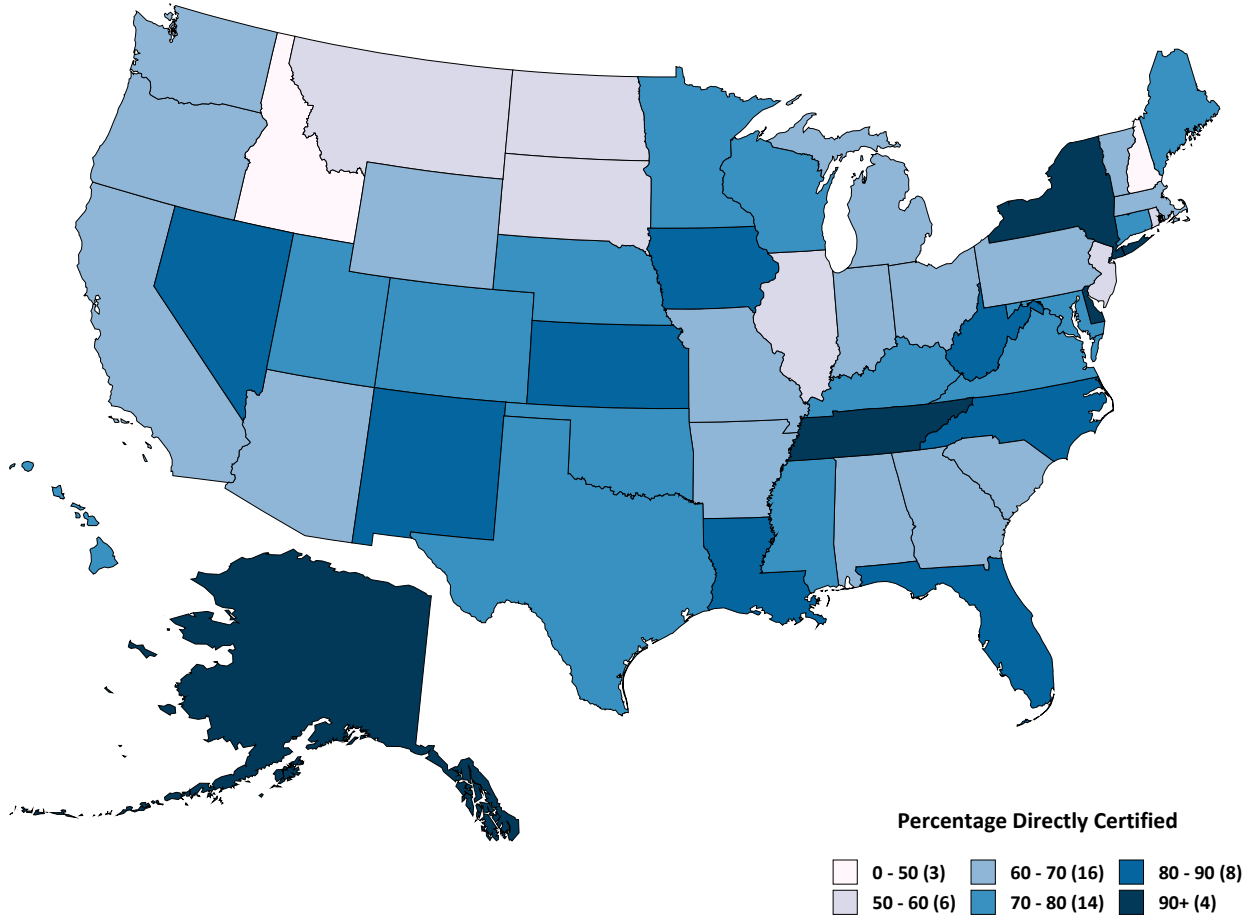 Percentage Directly Certified
0 - 50 (3)
60 - 70 (16)
80 - 90 (8)
50 - 60 (6)
70 - 80 (14)
90+ (4)